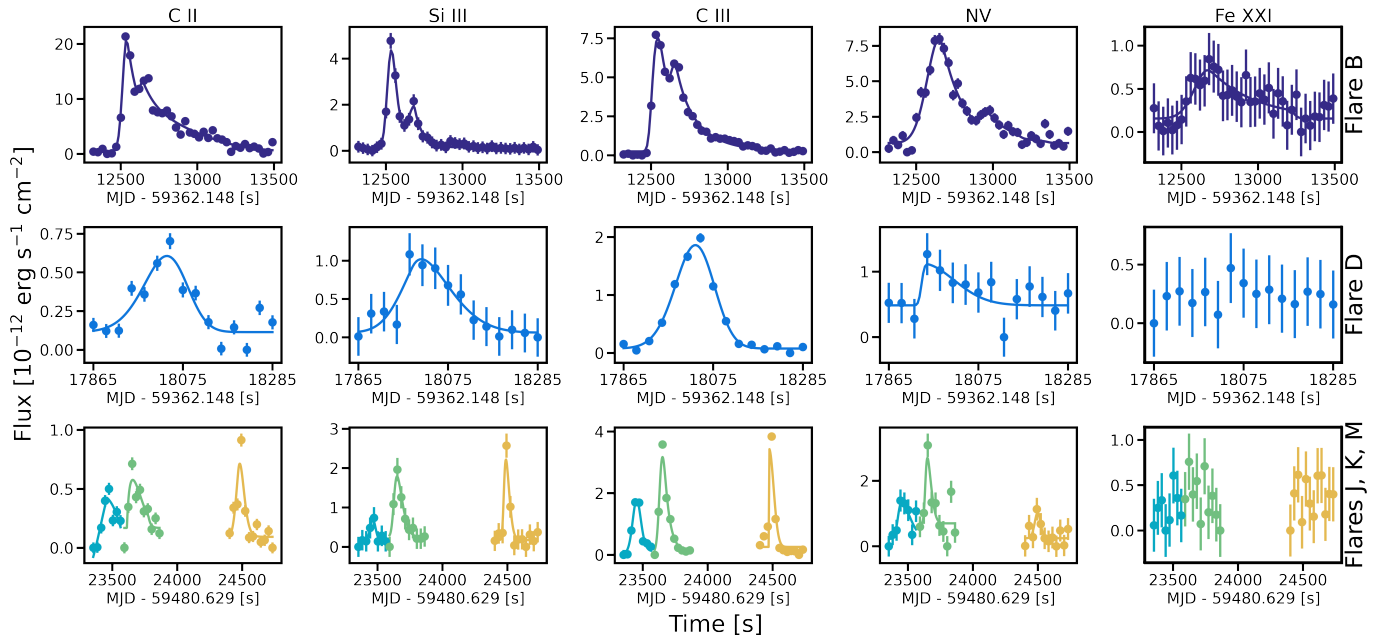 C II Si III C III NV Fe XXI
20 10 0
4 2 0
7.5 5.0 2.5 0.0
7.5 5.0 2.5 0.0
1.0 0.5 0.0
Flare B
12500 13000 13500 12500 13000 13500 12500 13000 13500 12500 13000 13500 12500 13000 13500
MJD - 59362.148 [s] MJD - 59362.148 [s] MJD - 59362.148 [s] MJD - 59362.148 [s] MJD - 59362.148 [s]
Flux [10⁻¹² erg s⁻¹ cm⁻²]
0.75 0.50 0.25 0.00
1.0 0.5 0.0
2 1 0
1 0
0.5 0.0
Flare D
17865 18075 18285 17865 18075 18285 17865 18075 18285 17865 18075 18285 17865 18075 18285
MJD - 59362.148 [s] MJD - 59362.148 [s] MJD - 59362.148 [s] MJD - 59362.148 [s] MJD - 59362.148 [s]
1.0 0.5 0.0
3 2 1 0
4 2 0
2 0
1.0 0.5 0.0
Flares J, K, M
23500 24000 24500 23500 24000 24500 23500 24000 24500 23500 24000 24500 23500 24000 24500
MJD - 59480.629 [s] MJD - 59480.629 [s] MJD - 59480.629 [s] MJD - 59480.629 [s] MJD - 59480.629 [s]
Time [s]